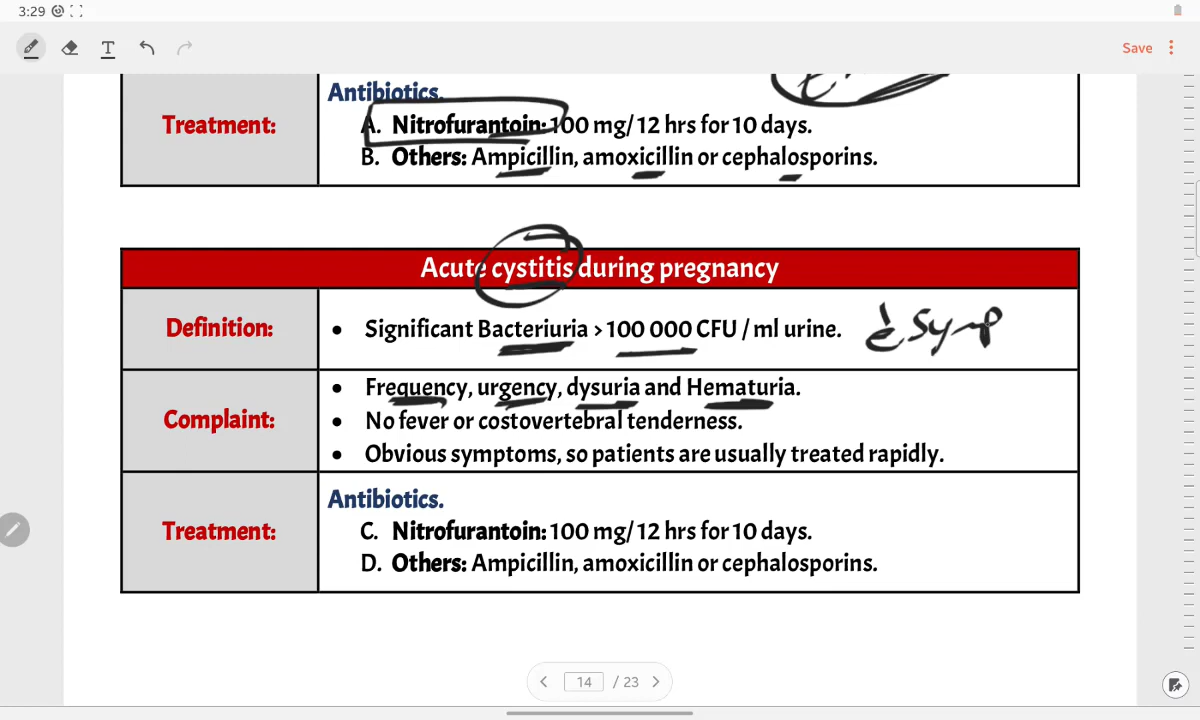 3:29
T
Save
Antibiotics.
Treatment:
A. Nitrofurantoin: 100 mg/ 12 hrs for 10 days.
B. Others: Ampicillin, amoxicillin or cephalosporins.
Acute cystitis during pregnancy
Definition:
• Significant Bacteriuria > 100 000 CFU / ml urine.
Symp
Complaint:
• Frequency, urgency, dysuria and Hematuria.
• No fever or costovertebral tenderness.
• Obvious symptoms, so patients are usually treated rapidly.
Treatment:
Antibiotics.
C. Nitrofurantoin: 100 mg/ 12 hrs for 10 days.
D. Others: Ampicillin, amoxicillin or cephalosporins.
14 / 23